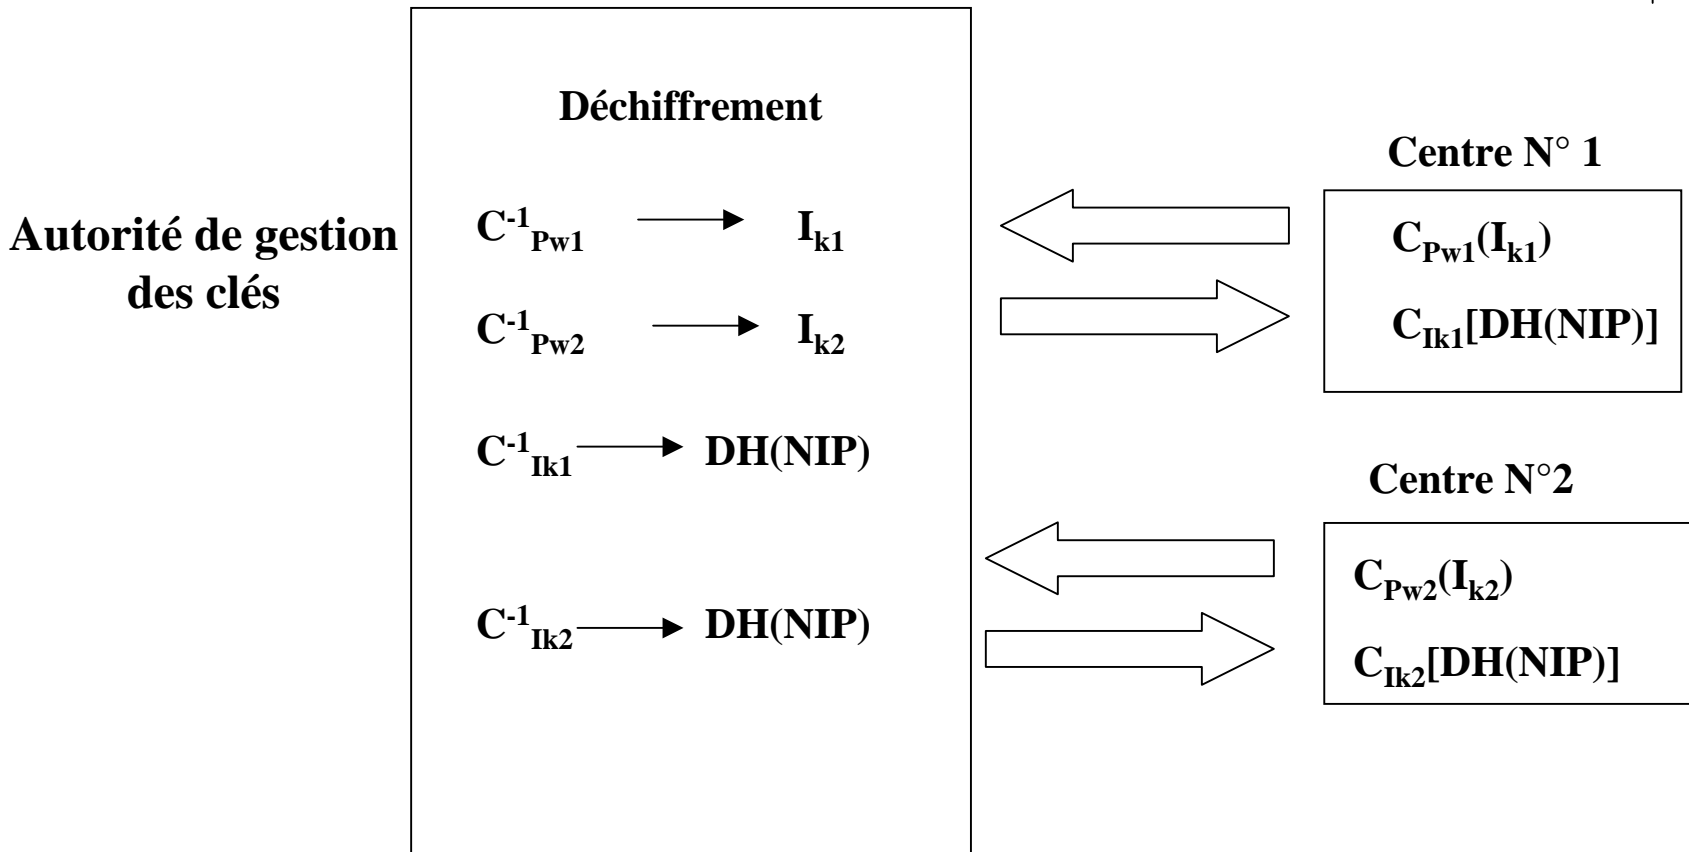 Autorité de gestion
des clés
Déchiffrement
C-1Pw1 Ik1
C-1Pw2 Ik2
C-1Ik1 DH(NIP)
C-1Ik2 DH(NIP)
Centre N° 1
CPw1(Ik1)
CIk1[DH(NIP)]
Centre N°2
CPw2(Ik2)
CIk2[DH(NIP)]